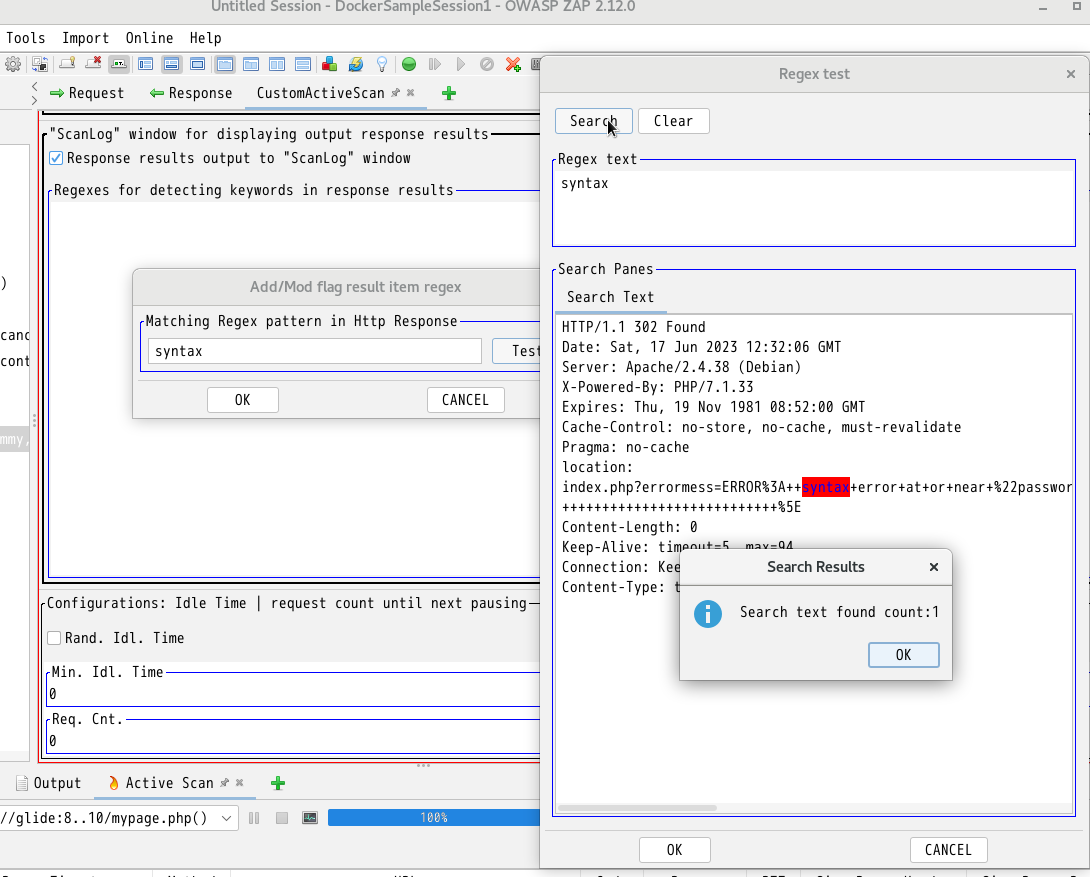 Untitled Session - DockerSampleSession1 - OWASP ZAP 2.12.0
Tools Import Online Help
Request Response CustomActiveScan
"ScanLog" window for displaying output response results
Response results output to "ScanLog" window
Regexes for detecting keywords in response results
)
cont
mmy,
Add/Mod flag result item regex
Matching Regex pattern in Http Response
syntax Test
OK CANCEL
Configurations: Idle Time | request count until next pausing
Rand. Idl. Time
Min. Idl. Time
0
Req. Cnt.
0
Output Active Scan
//glide:8..10/mypage.php() 100%
Regex test
Search Clear
Regex text
syntax
Search Panes
Search Text
HTTP/1.1 302 Found
Date: Sat, 17 Jun 2023 12:32:06 GMT
Server: Apache/2.4.38 (Debian)
X-Powered-By: PHP/7.1.33
Expires: Thu, 19 Nov 1981 08:52:00 GMT
Cache-Control: no-store, no-cache, must-revalidate
Pragma: no-cache
location:
index.php?errormess=ERROR%3A++syntax+error+at+or+near+%22passwor
+++++++++++++++++++++++++++%5E
Content-Length: 0
Keep-Alive: timeout=5, max=94
Connection: Kee
Content-Type: t
Search Results
Search text found count:1
OK
OK CANCEL